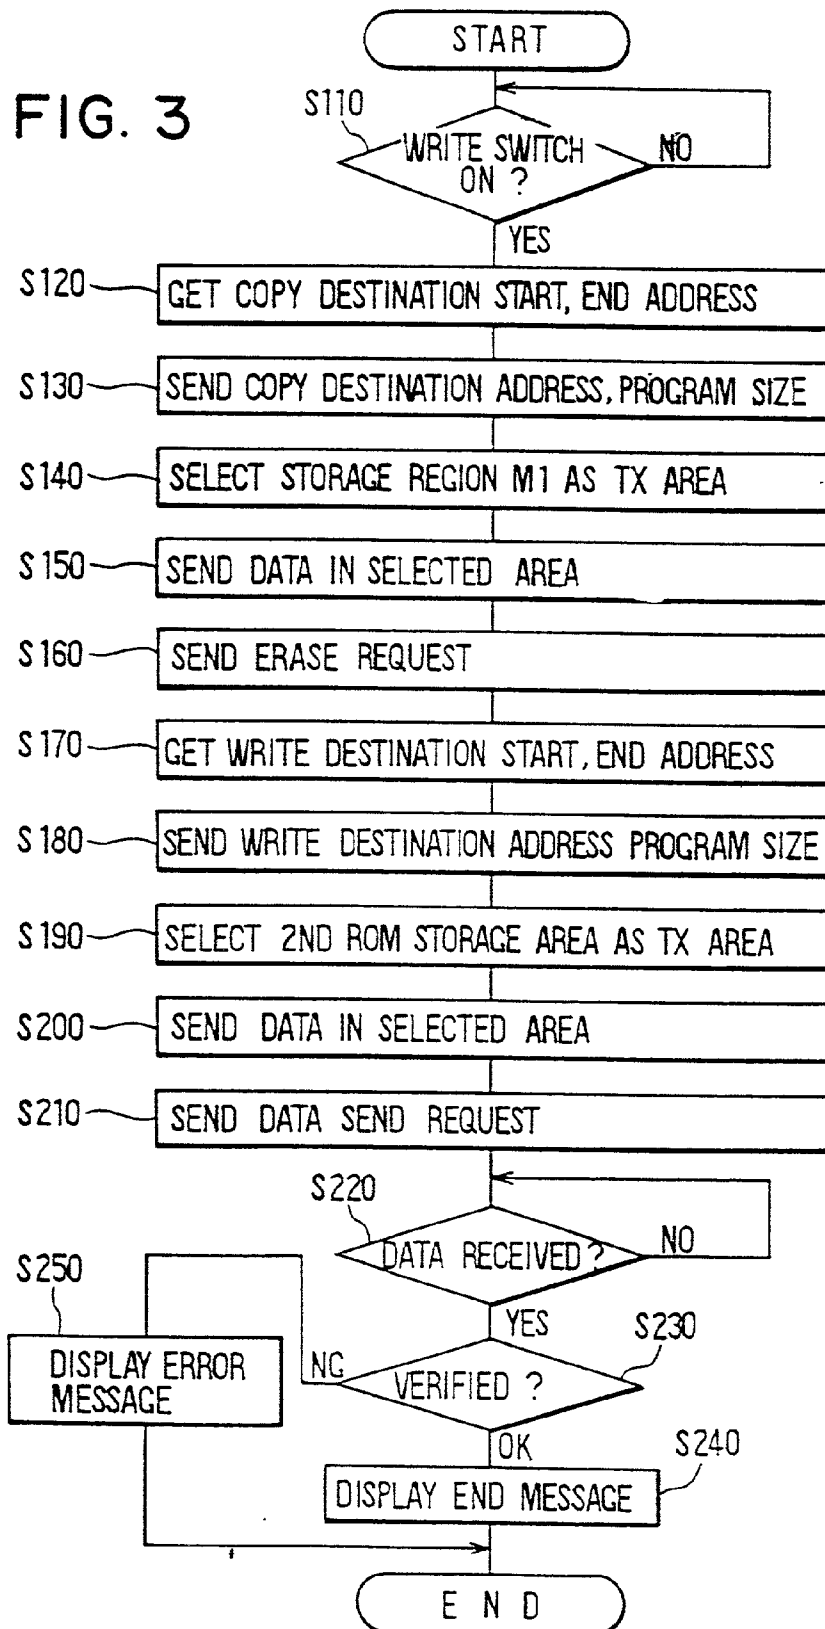 START
FIG. 3
S110
WRITE SWITCH
ON ?
NO
YES
S120
GET COPY DESTINATION START, END ADDRESS
S130
SEND COPY DESTINATION ADDRESS, PROGRAM SIZE
S140
SELECT STORAGE REGION M1 AS TX AREA
S150
SEND DATA IN SELECTED AREA
S160
SEND ERASE REQUEST
S170
GET WRITE DESTINATION START, END ADDRESS
S180
SEND WRITE DESTINATION ADDRESS PROGRAM SIZE
S190
SELECT 2ND ROM STORAGE AREA AS TX AREA
S200
SEND DATA IN SELECTED AREA
S210
SEND DATA SEND REQUEST
S220
DATA RECEIVED ?
NO
YES
S250
DISPLAY ERROR
MESSAGE
NG
S230
VERIFIED ?
OK
S240
DISPLAY END MESSAGE
END